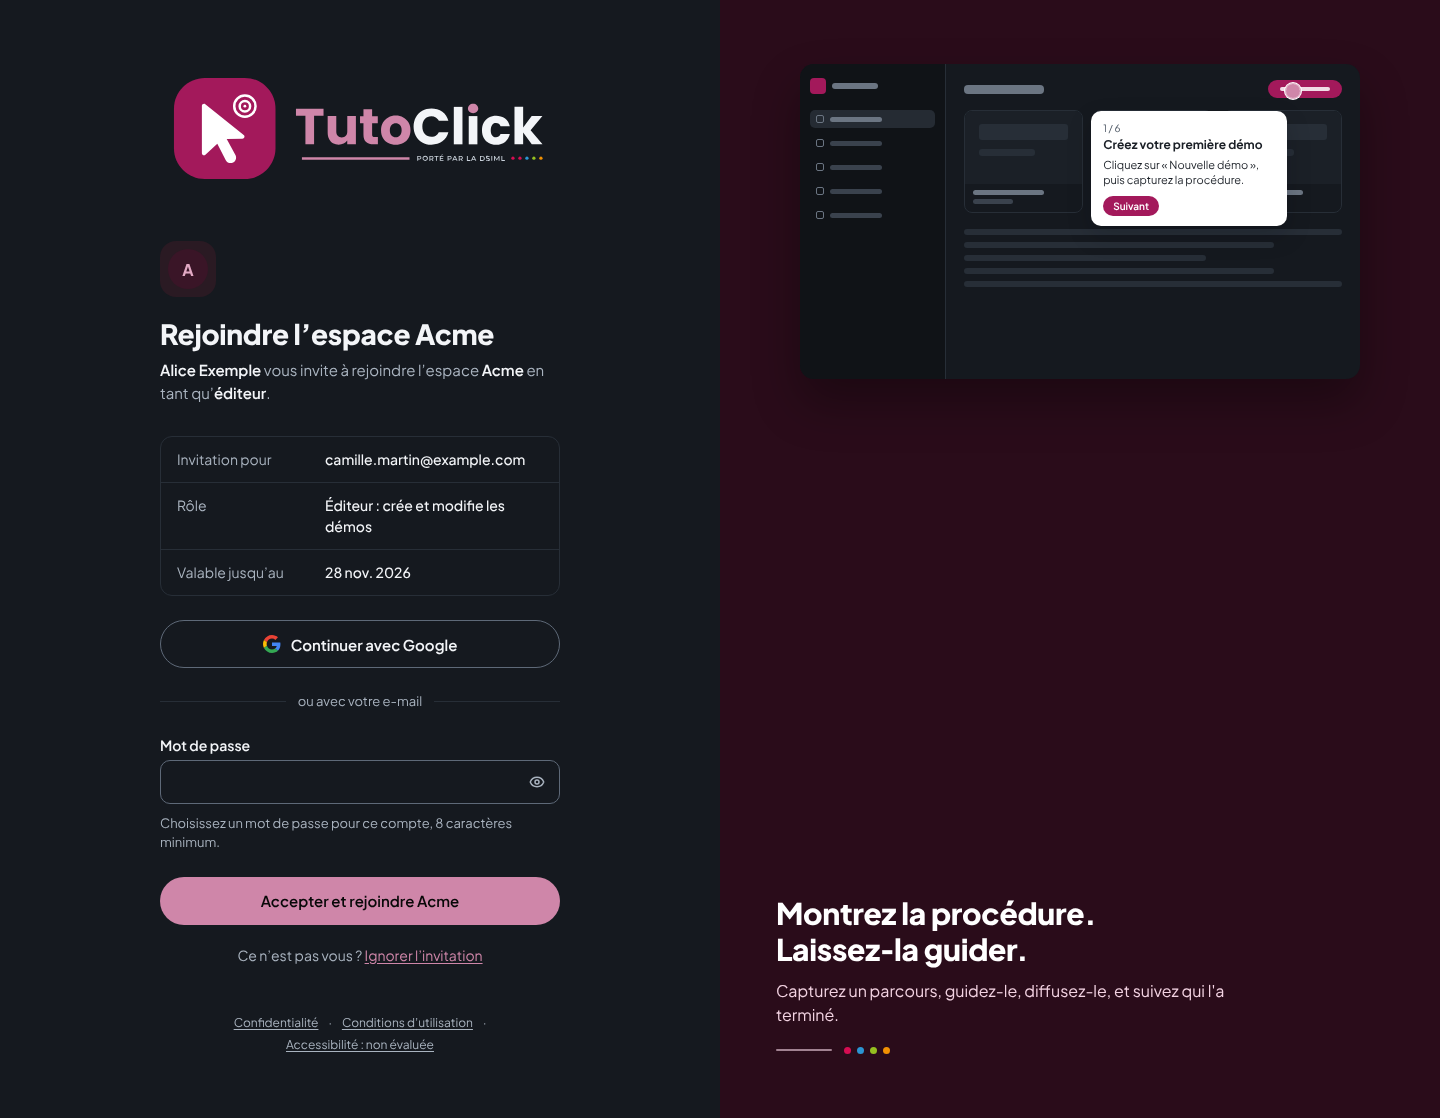 TutoClick
PORTÉ PAR LA DSIML
A
Rejoindre l’espace Acme
Alice Exemple vous invite à rejoindre l'espace Acme en
tant qu'éditeur.
Invitation pour camille.martin@example.com
Rôle Éditeur : crée et modifie les
démos
Valable jusqu'au 28 nov. 2026
Continuer avec Google
ou avec votre e-mail
Mot de passe
Choisissez un mot de passe pour ce compte, 8 caractères
minimum.
Accepter et rejoindre Acme
Ce n'est pas vous ? Ignorer l'invitation
Confidentialité · Conditions d'utilisation ·
Accessibilité : non évaluée
1 / 6
Créez votre première démo
Cliquez sur « Nouvelle démo »,
puis capturez la procédure.
Suivant
Montrez la procédure.
Laissez-la guider.
Capturez un parcours, guidez-le, diffusez-le, et suivez qui l'a
terminé.